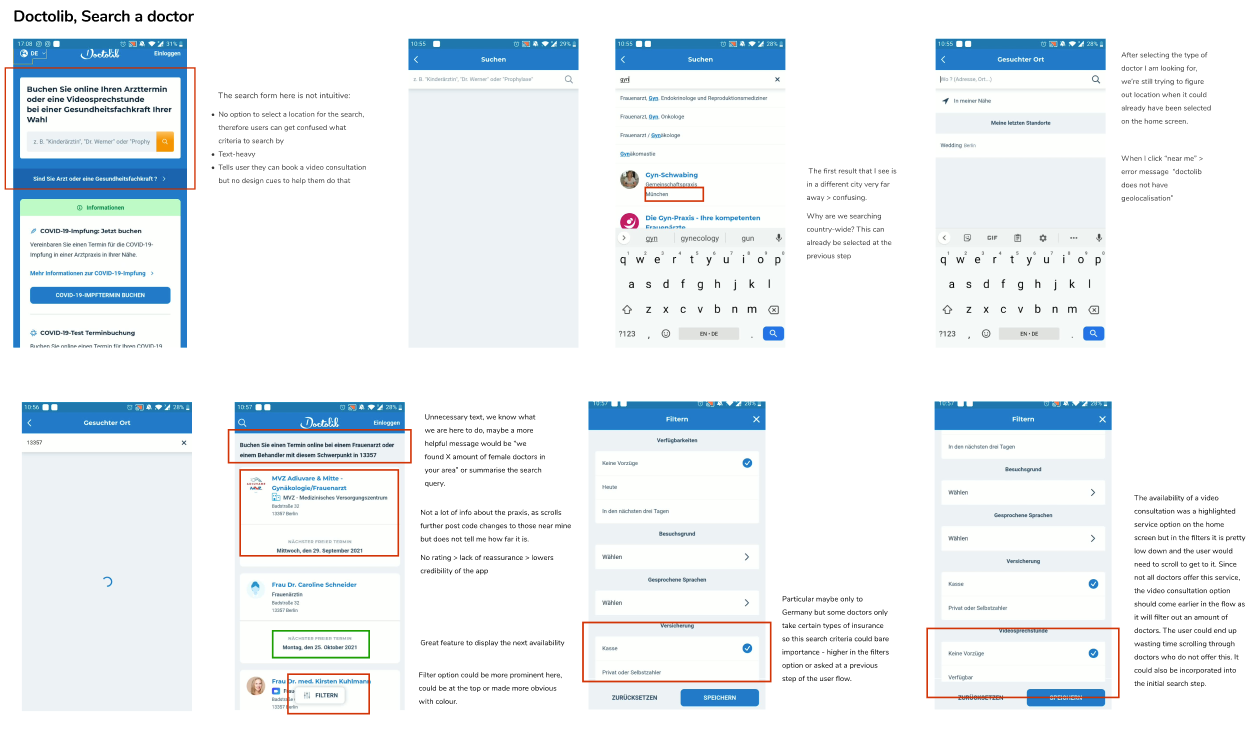 Doctolib, Search a doctor
17:08
31%
DE
Doctolib
Einloggen
Buchen Sie online Ihren Arzttermin
oder eine Videosprechstunde
bei einer Gesundheitsfachkraft Ihrer
Wahl
z. B. "Kinderärztin", "Dr. Werner" oder "Prophy
Sind Sie Arzt oder eine Gesundheitsfachkraft ?
Informationen
COVID-19-Impfung: Jetzt buchen
Vereinbaren Sie einen Termin für die COVID-19-
Impfung in einer Arztpraxis in Ihrer Nähe.
Mehr Informationen zur COVID-19-Impfung
COVID-19-IMPFTERMIN BUCHEN
COVID-19-Test Terminbuchung
Buchen Sie online einen Termin für Ihren COVID-19
The search form here is not intuitive:
• No option to select a location for the search,
therefore users can get confused what
criteria to search by
• Text-heavy
• Tells user they can book a video consultation
but no design cues to help them do that
10:55
29%
Suchen
z. B. "Kinderärztin", "Dr. Werner" oder "Prophylaxe"
10:55
28%
Suchen
gyn
Frauenarzt, Gyn. Endokrinologe und Reproduktionsmediziner
Frauenarzt, Gyn. Onkologe
Frauenarzt / Gynäkologe
Gynäkomastie
Gyn-Schwabing
Gemeinschaftspraxis
München
Die Gyn-Praxis - Ihre kompetenten
Frauenärzte
gyn
gynecology
gun
q w e r t y u i o p
1 2 3 4 5 6 7 8 9 0
a s d f g h j k l
z x c v b n m
?123 , EN • DE .
The first result that I see is
in a different city very far
away > confusing.
Why are we searching
country-wide? This can
already be selected at the
previous step
10:55
28%
Gesuchter Ort
Wo ? (Adresse, Ort...)
In meiner Nähe
Meine letzten Standorte
Wedding Berlin
GIF
q w e r t y u i o p
1 2 3 4 5 6 7 8 9 0
a s d f g h j k l
z x c v b n m
?123 , EN • DE .
After selecting the type of
doctor I am looking for,
we're still trying to figure
out location when it could
already have been selected
on the home screen.
When I click "near me" >
error message "doctolib
does not have
geolocalisation"
10:56
28%
Gesuchter Ort
13357
10:57
28%
Doctolib
Einloggen
Buchen Sie einen Termin online bei einem Frauenarzt oder
einem Behandler mit diesem Schwerpunkt in 13357
MVZ Adluvare & Mitte -
Gynäkologie/Frauenarzt
MVZ - Medizinisches Versorgungszentrum
Badstraße 33
13357 Berlin
NÄCHSTER FREIER TERMIN
Mittwoch, den 29. September 2021
Frau Dr. Caroline Schneider
Frauenärztin
Badstraße 32
13357 Berlin
NÄCHSTER FREIER TERMIN
Montag, den 25. Oktober 2021
Frau Dr. med. Kirsten Kuhlmann
Frau
Badstraße
13357 Berlin
FILTERN
Unnecessary text, we know what
we are here to do, maybe a more
helpful message would be "we
found X amount of female doctors in
your area" or summarise the search
query.
Not a lot of info about the praxis, as scrolls
further post code changes to those near mine
but does not tell me how far it is.
No rating > lack of reassurance > lowers
credibility of the app
Great feature to display the next availability
Filter option could be more prominent here,
could be at the top or made more obvious
with colour.
10:57
28%
Filtern
Verfügbarkeiten
Keine Vorzüge
Heute
In den nächsten drei Tagen
Besuchsgrund
Wählen
Gesprochene Sprachen
Wählen
Versicherung
Kasse
Privat oder Selbstzahler
ZURÜCKSETZEN
SPEICHERN
Particular maybe only to
Germany but some doctors only
take certain types of insurance
so this search criteria could bare
importance - higher in the filters
option or asked at a previous
step of the user flow.
10:57
28%
Filtern
In den nächsten drei Tagen
Besuchsgrund
Wählen
Gesprochene Sprachen
Wählen
Versicherung
Kasse
Privat oder Selbstzahler
Videosprechstunde
Keine Vorzüge
Verfügbar
ZURÜCKSETZEN
SPEICHERN
The availability of a video
consultation was a highlighted
service option on the home
screen but in the filters it is pretty
low down and the user would
need to scroll to get to it. Since
not all doctors offer this service,
the video consultation option
should come earlier in the flow as
it will filter out an amount of
doctors. The user could end up
wasting time scrolling through
doctors who do not offer this. It
could also be incorporated into
the initial search step.